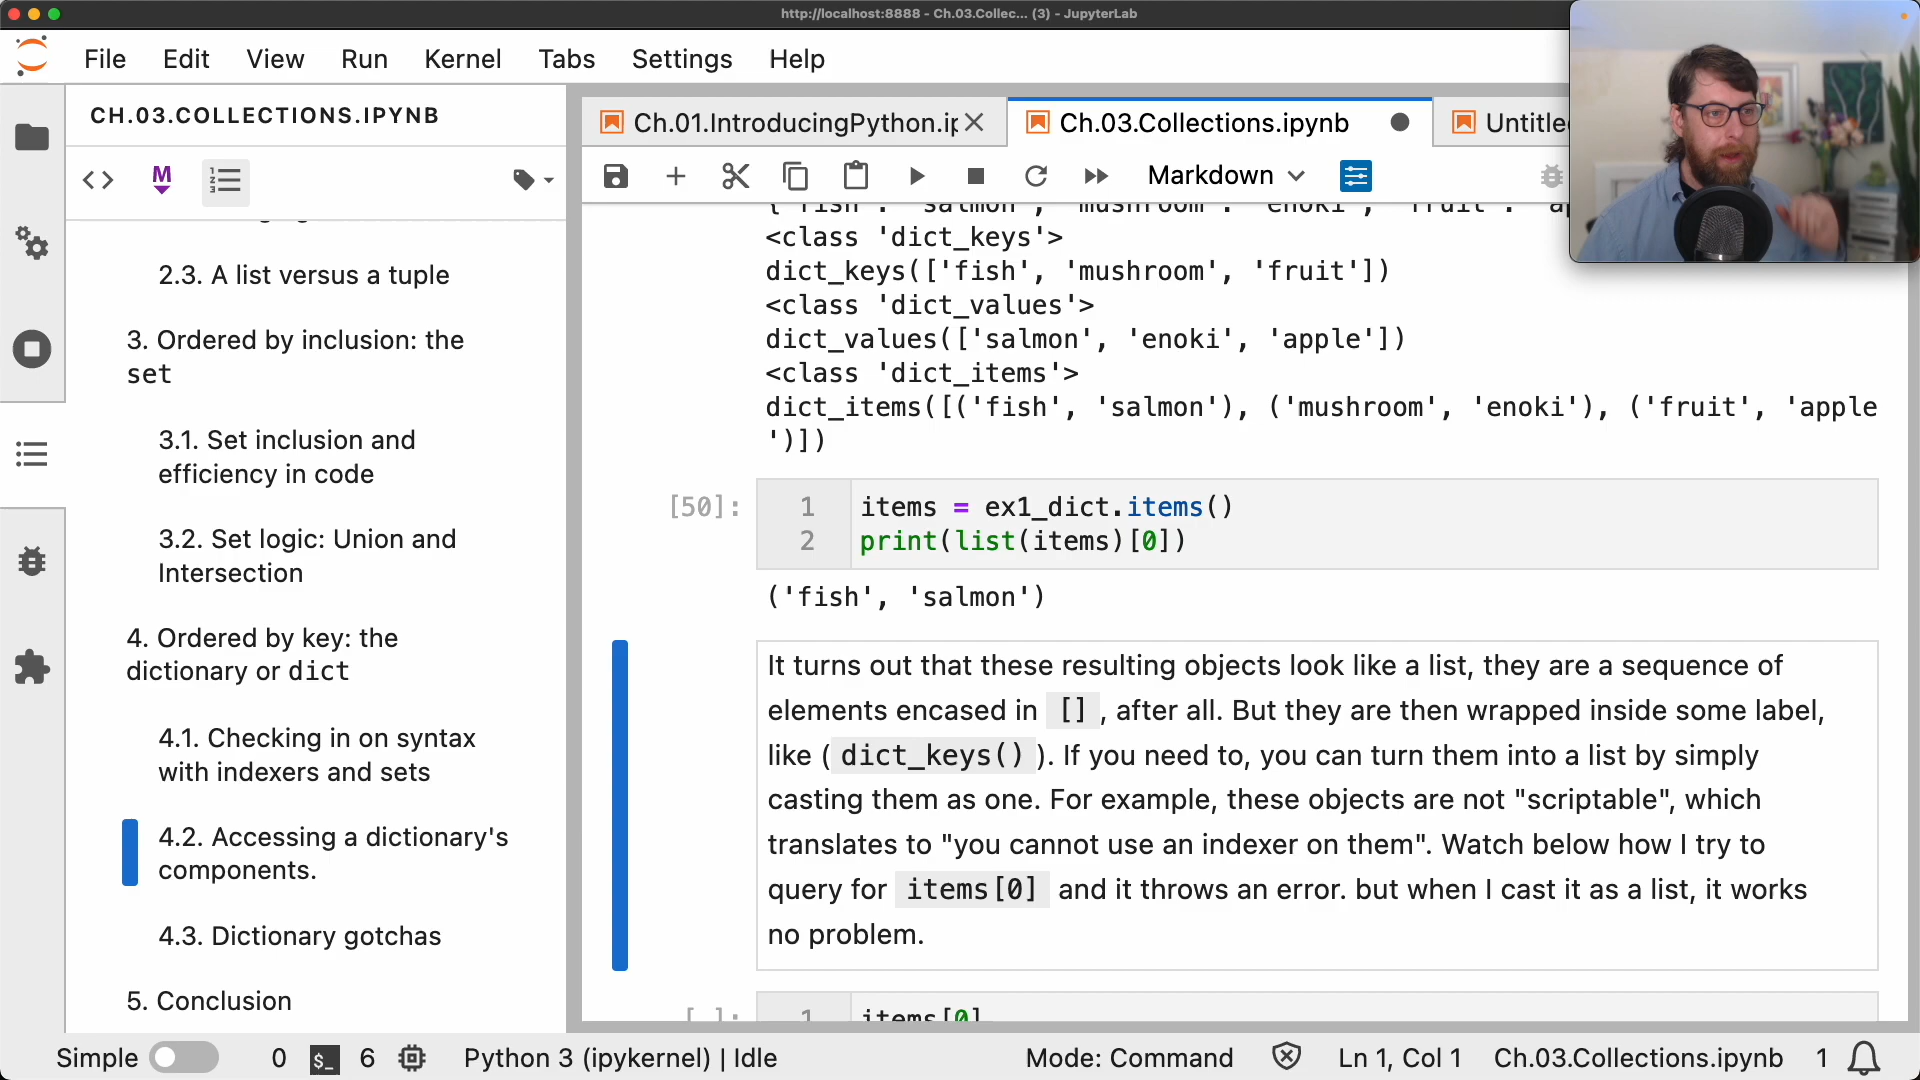 http://localhost:8888 - Ch.03.Collec... (3) - JupyterLab
File Edit View Run Kernel Tabs Settings Help
CH.03.COLLECTIONS.IPYNB
Ch.01.IntroducingPython.ip
Ch.03.Collections.ipynb
Untitle
Markdown
2.3. A list versus a tuple
3. Ordered by inclusion: the
set
3.1. Set inclusion and
efficiency in code
3.2. Set logic: Union and
Intersection
4. Ordered by key: the
dictionary or dict
4.1. Checking in on syntax
with indexers and sets
4.2. Accessing a dictionary's
components.
4.3. Dictionary gotchas
5. Conclusion
{'fish': 'salmon', 'mushroom': 'enoki', 'fruit': 'ap
<class 'dict_keys'>
dict_keys(['fish', 'mushroom', 'fruit'])
<class 'dict_values'>
dict_values(['salmon', 'enoki', 'apple'])
<class 'dict_items'>
dict_items([('fish', 'salmon'), ('mushroom', 'enoki'), ('fruit', 'apple
')])
[50]:
1 items = ex1_dict.items()
2 print(list(items)[0])
('fish', 'salmon')
It turns out that these resulting objects look like a list, they are a sequence of
elements encased in [], after all. But they are then wrapped inside some label,
like (dict_keys()). If you need to, you can turn them into a list by simply
casting them as one. For example, these objects are not "scriptable", which
translates to "you cannot use an indexer on them". Watch below how I try to
query for items[0] and it throws an error. but when I cast it as a list, it works
no problem.
[ ]:
1 items[0]
Simple 0 $_ 6 Python 3 (ipykernel) | Idle Mode: Command Ln 1, Col 1 Ch.03.Collections.ipynb 1